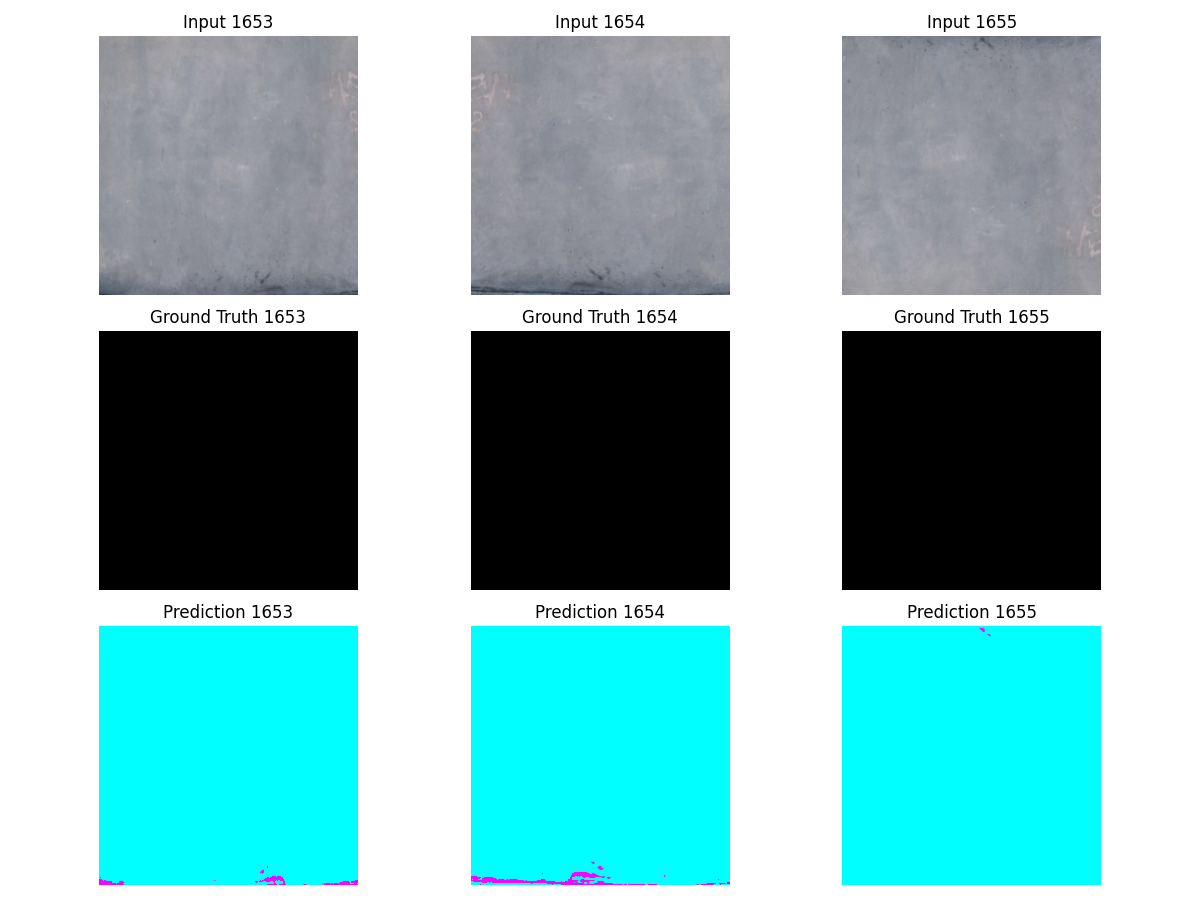 Input 1653
Input 1654
Input 1655
Ground Truth 1653
Ground Truth 1654
Ground Truth 1655
Prediction 1653
Prediction 1654
Prediction 1655